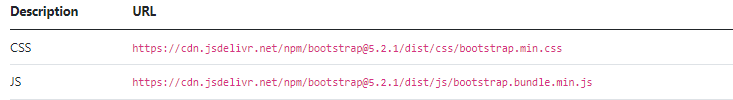 Description URL
CSS https://cdn.jsdelivr.net/npm/bootstrap@5.2.1/dist/css/bootstrap.min.css
JS https://cdn.jsdelivr.net/npm/bootstrap@5.2.1/dist/js/bootstrap.bundle.min.js